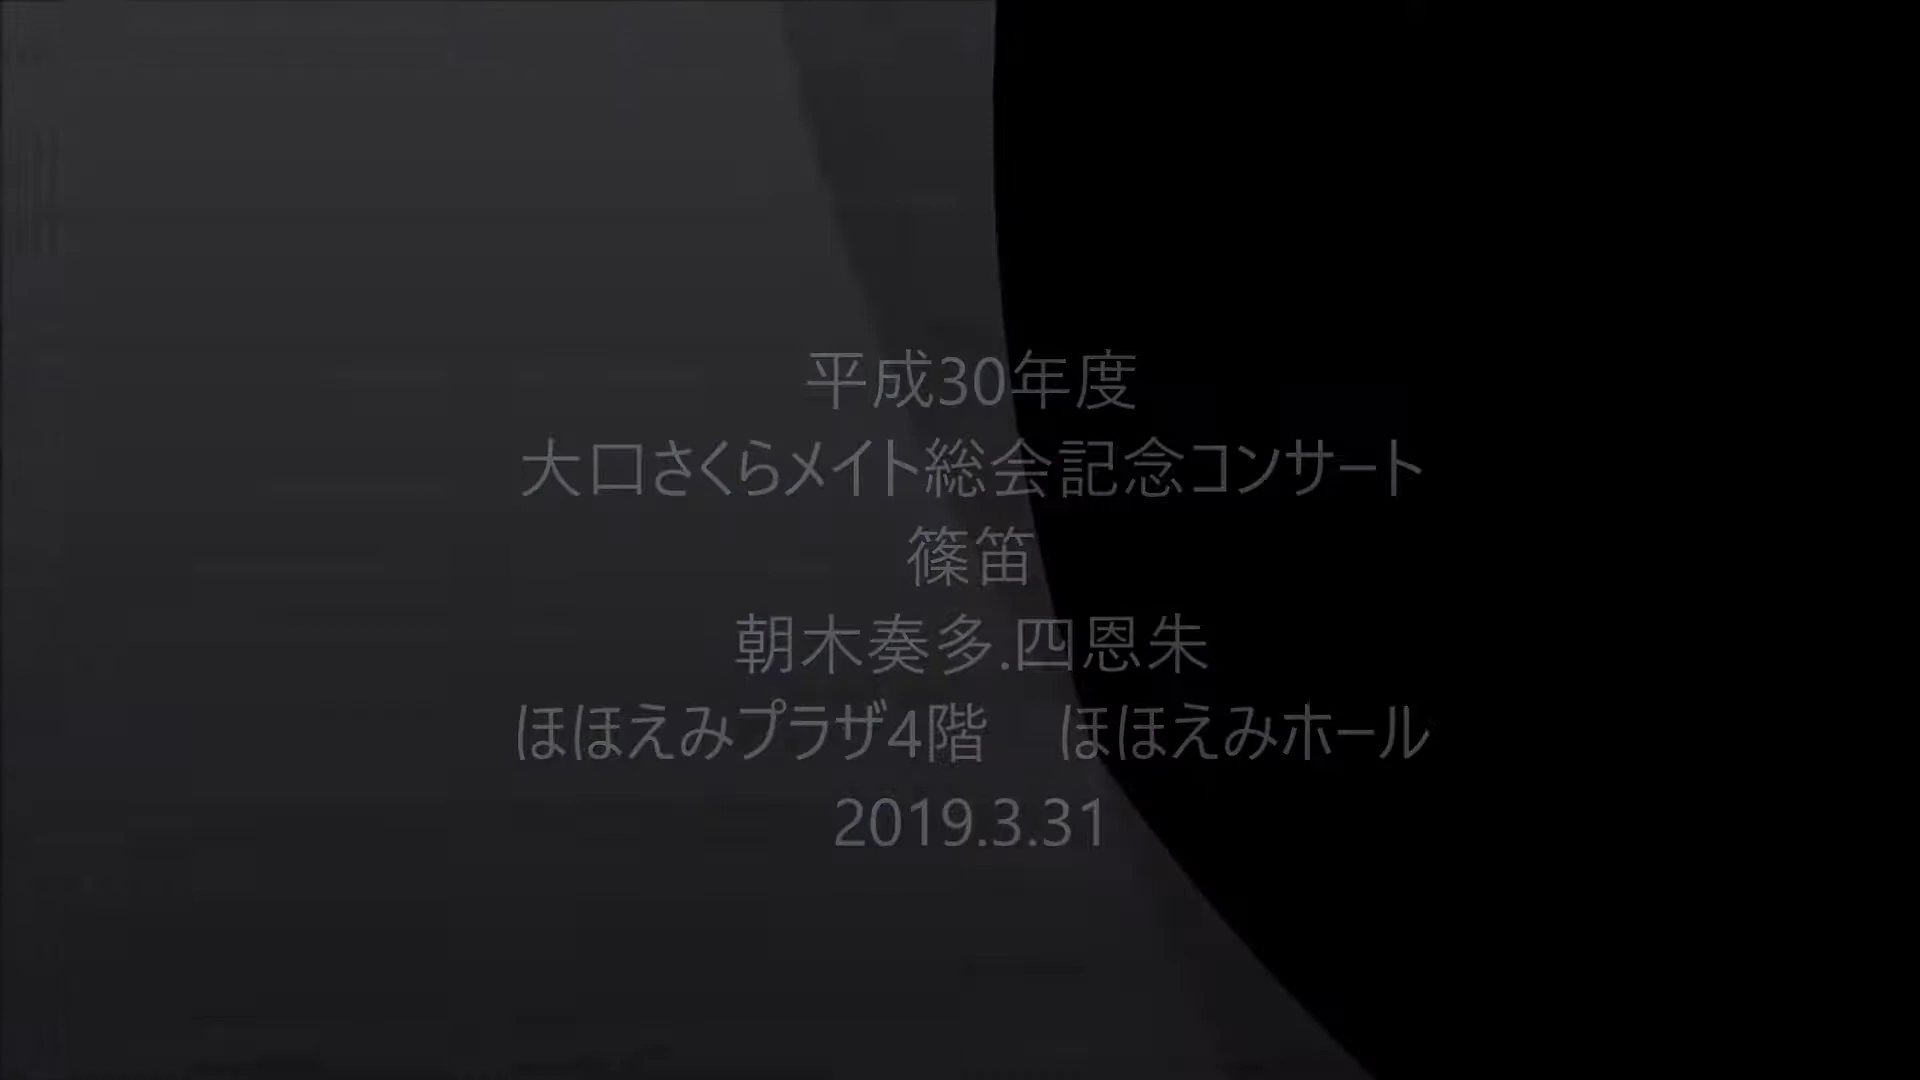 平成30年度
大口さくらメイト総会記念コンサート
篠笛
朝木奏多.四恩朱
ほほえみプラザ4階　ほほえみホール
2019.3.31